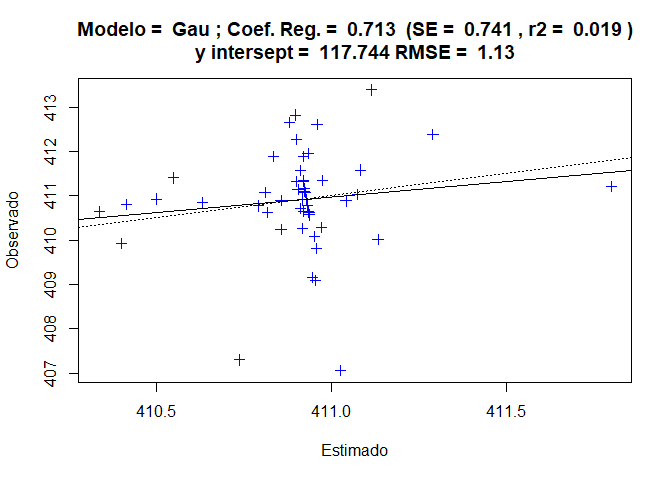 Modelo = Gau ; Coef. Reg. = 0.713 (SE = 0.741 , r2 = 0.019 )
y intersept = 117.744 RMSE = 1.13
413
412
411
410
409
408
407
Observado
410.5 411.0 411.5
Estimado